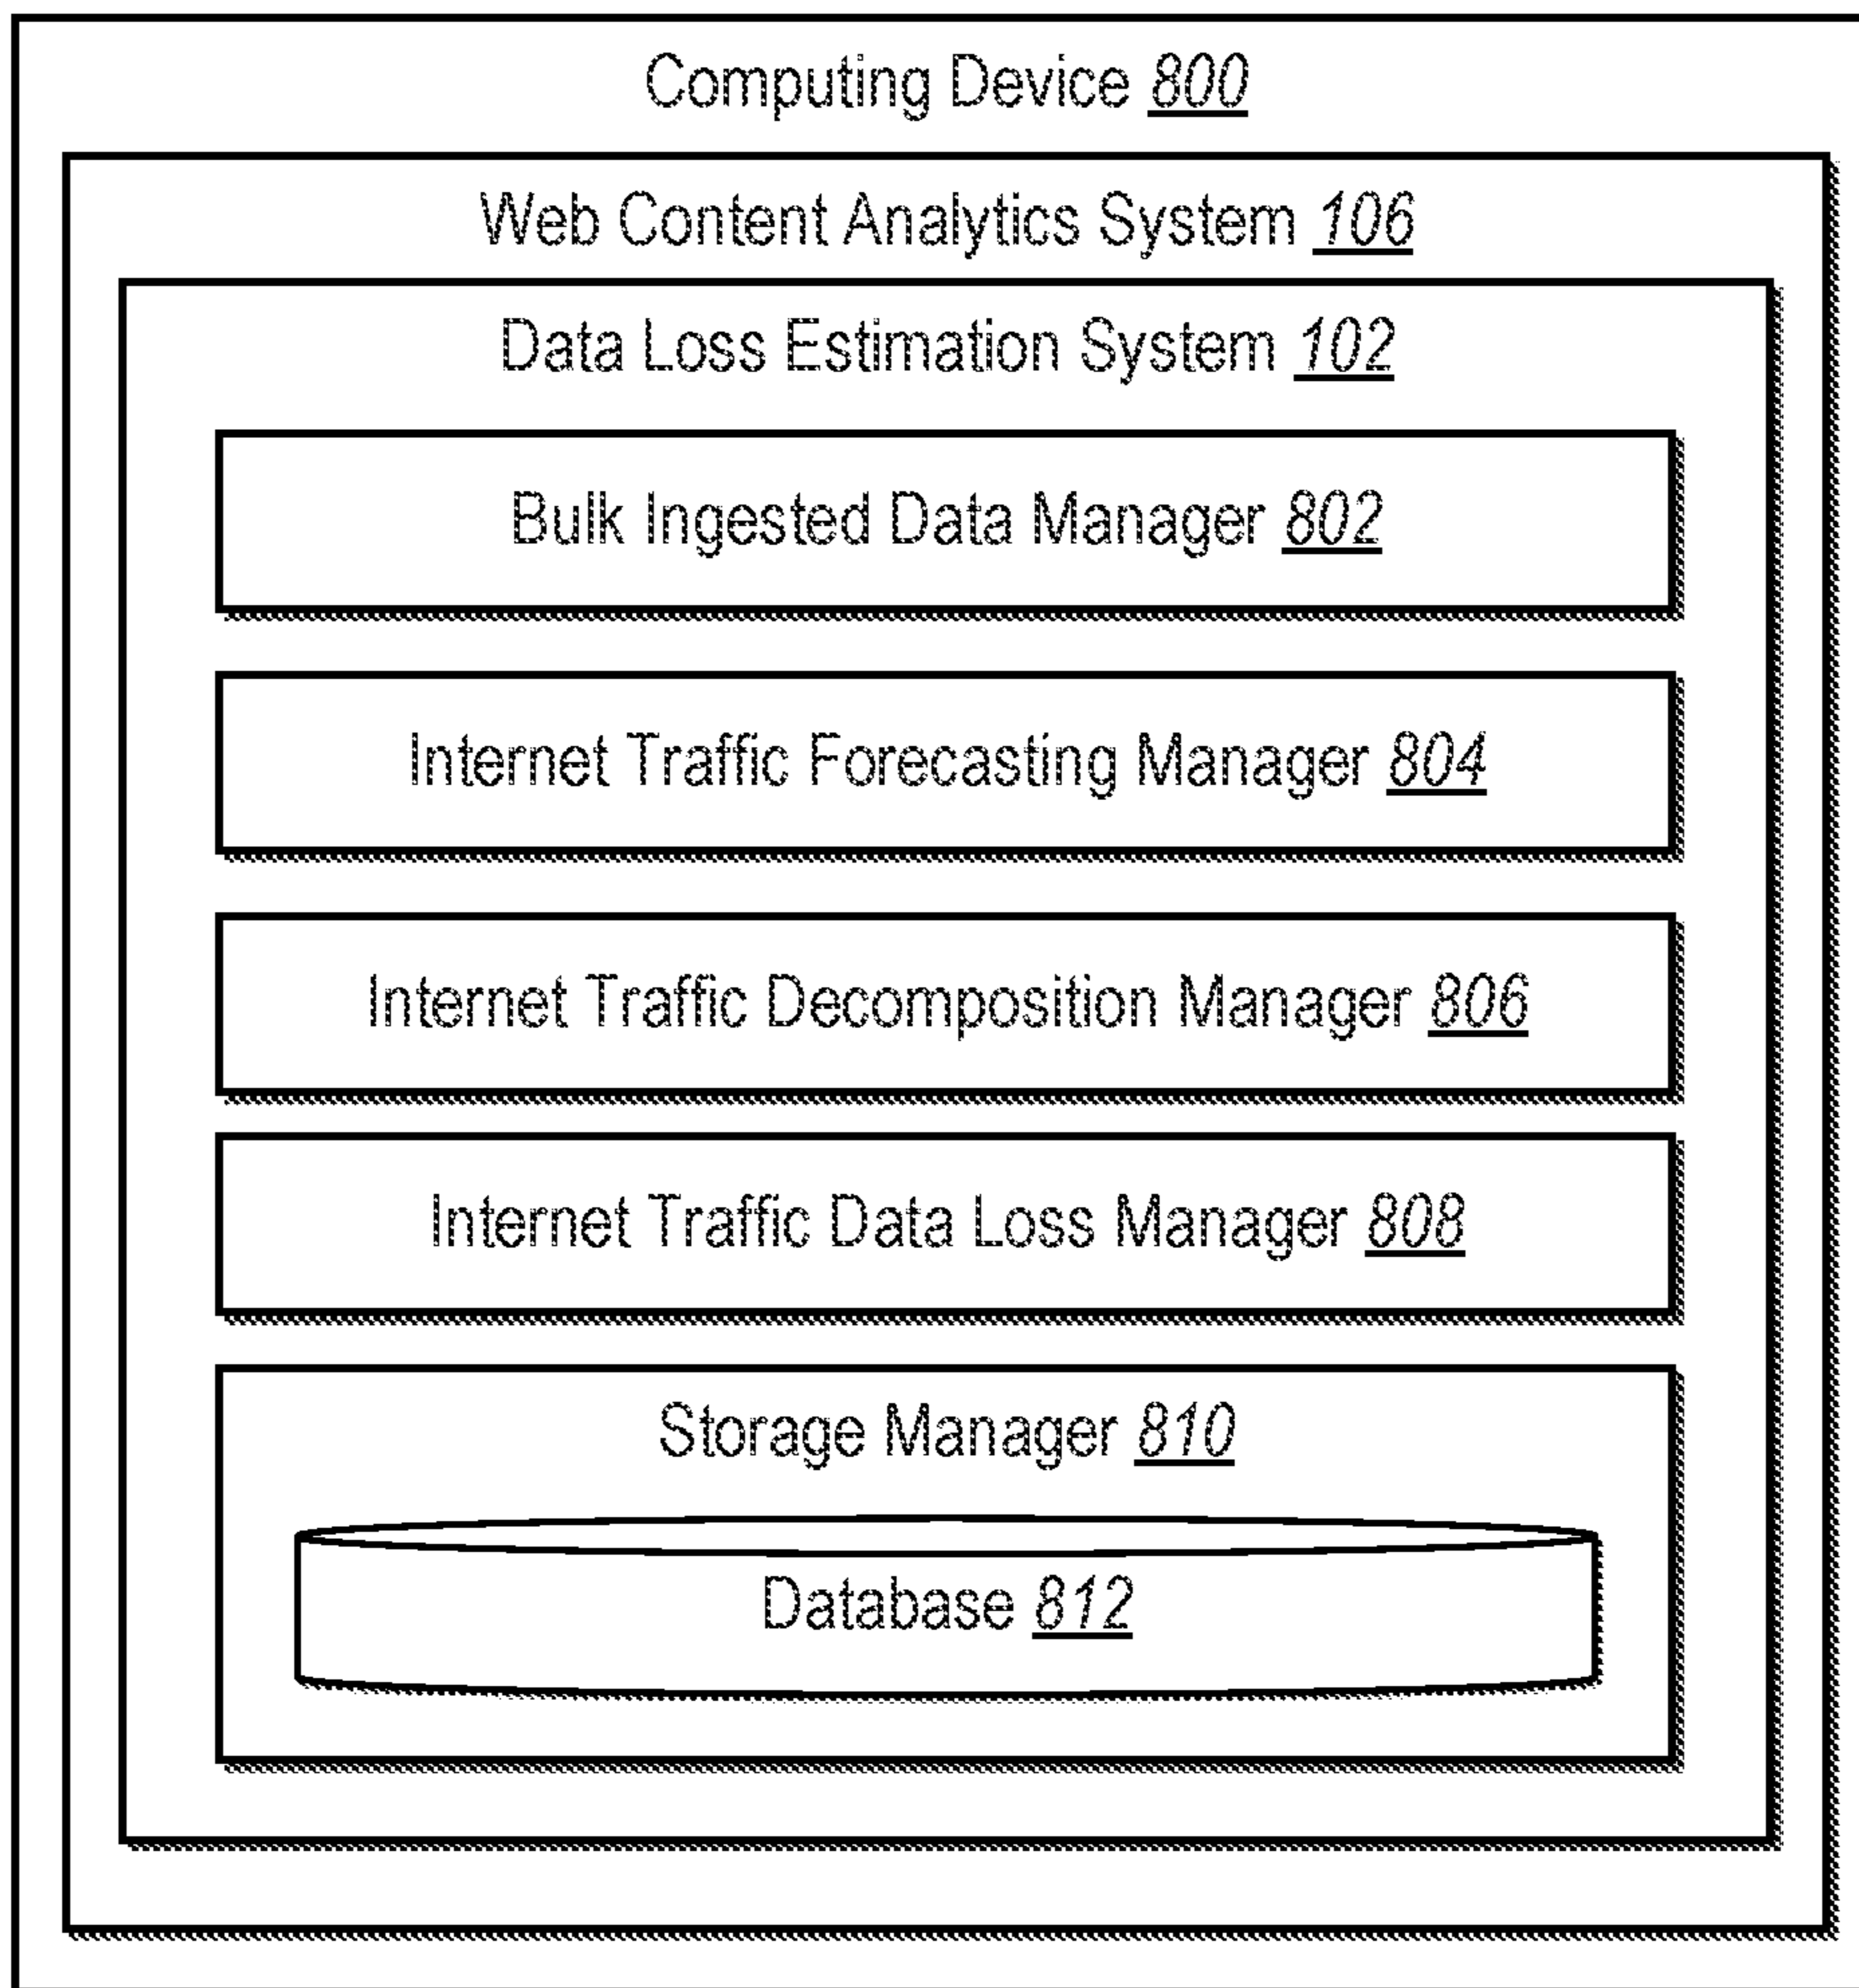 Computing Device 800
Web Content Analytics System 106
Data Loss Estimation System 102
Bulk Ingested Data Manager 802
Internet Traffic Forecasting Manager 804
Internet Traffic Decomposition Manager 806
Internet Traffic Data Loss Manager 808
Storage Manager 810
Database 812